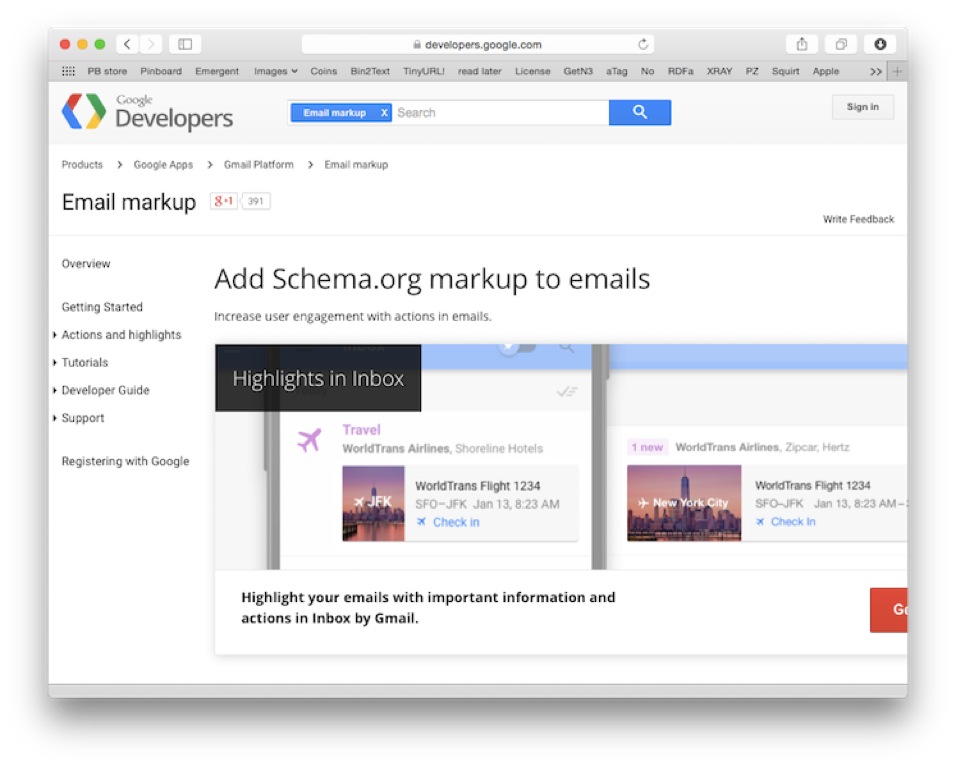 developers.google.com
PB store Pinboard Emergent Images Coins Bin2Text TinyURL! read later License GetN3 aTag No RDFa XRAY PZ Squirt Apple >> +
Google
Developers
Email markup X Search
Sign in
Products > Google Apps > Gmail Platform > Email markup
Email markup
g+1 391
Write Feedback
Overview
Getting Started
Actions and highlights
Tutorials
Developer Guide
Support
Registering with Google
Add Schema.org markup to emails
Increase user engagement with actions in emails.
Highlights in Inbox
Travel
WorldTrans Airlines, Shoreline Hotels
JFK
WorldTrans Flight 1234
SFO–JFK Jan 13, 8:23 AM
Check in
1 new WorldTrans Airlines, Zipcar, Hertz
New York City
WorldTrans Flight 1234
SFO–JFK Jan 13, 8:23 AM –
Check In
Highlight your emails with important information and
actions in Inbox by Gmail.